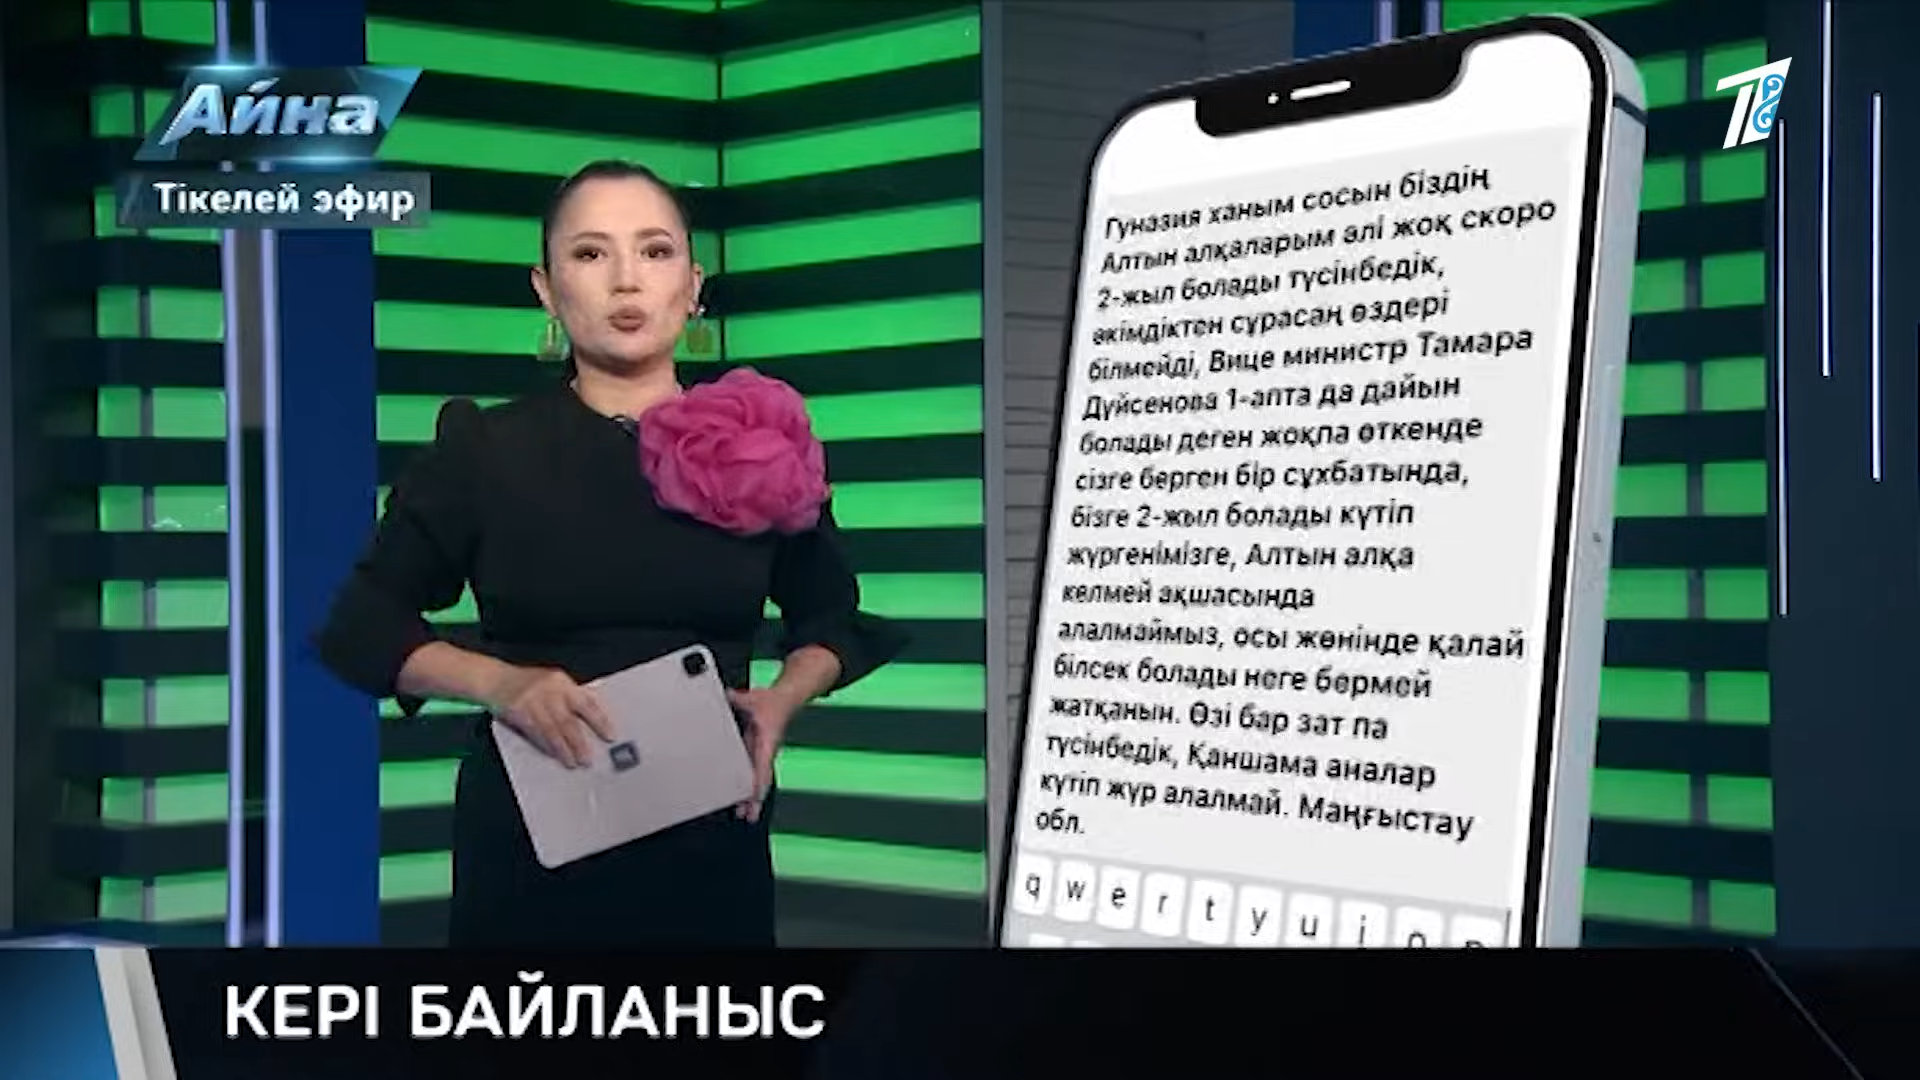 Айна
Тікелей эфир
Гуназия ханым сосын біздің
Алтын алқаларым әлі жоқ скоро
2-жыл болады түсінбедік,
әкімдіктен сұрасаң өздері
білмейді, Вице министр Тамара
Дүйсенова 1-апта да дайын
болады деген жоқпа өткенде
сізге берген бір сұхбатында,
бізге 2-жыл болады күтіп
жүргенімізге, Алтын алқа
келмей ақшасында
алалмаймыз, осы жөнінде қалай
білсек болады неге бермей
жатқанын. Өзі бар зат па
түсінбедік, Қаншама аналар
күтіп жүр алалмай. Маңғыстау
обл.
q w e r t y u i o p
КЕРІ БАЙЛАНЫС